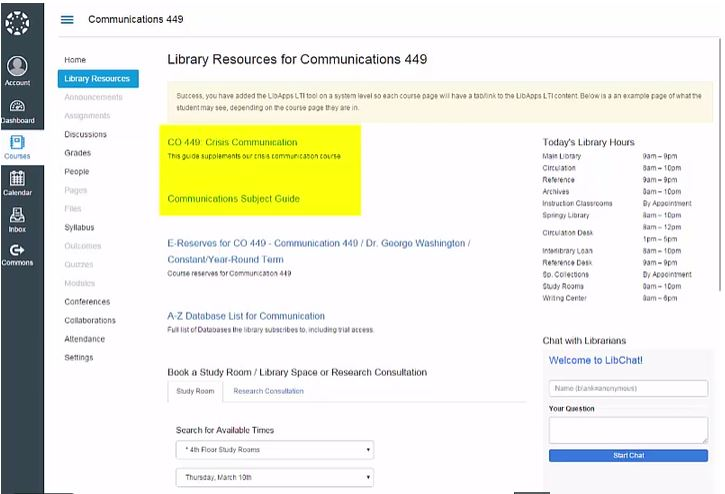 Communications 449
Account
Dashboard
Courses
Calendar
Inbox
Commons
Home
Library Resources
Announcements
Assignments
Discussions
Grades
People
Pages
Files
Syllabus
Outcomes
Quizzes
Modules
Conferences
Collaborations
Attendance
Settings
Library Resources for Communications 449
Success, you have added the LibApps LTI tool on a system level so each course page will have a tab/link to the LibApps LTI content. Below is a an example page of what the
student may see, depending on the course page they are in.
CO 449: Crisis Communication
This guide supplements our crisis communication course
Communications Subject Guide
E-Reserves for CO 449 - Communication 449 / Dr. George Washington /
Constant/Year-Round Term
Course reserves for Communication 449
A-Z Database List for Communication
Full list of Databases the library subscribes to, including trial access.
Book a Study Room / Library Space or Research Consultation
Study Room
Research Consultation
Search for Available Times
* 4th Floor Study Rooms
Thursday, March 10th
Today's Library Hours
Main Library 9am – 9pm
Circulation 8am – 10pm
Reference 9am – 9pm
Archives 8am – 10pm
Instruction Classrooms By Appointment
Springy Library 8am – 10pm
Circulation Desk 8am – 12pm
1pm – 5pm
Interlibrary Loan 8am – 10pm
Reference Desk 9am – 9pm
Sp. Collections By Appointment
Study Rooms 8am – 10pm
Writing Center 8am – 6pm
Chat with Librarians
Welcome to LibChat!
Name (blank=anonymous)
Your Question
Start Chat